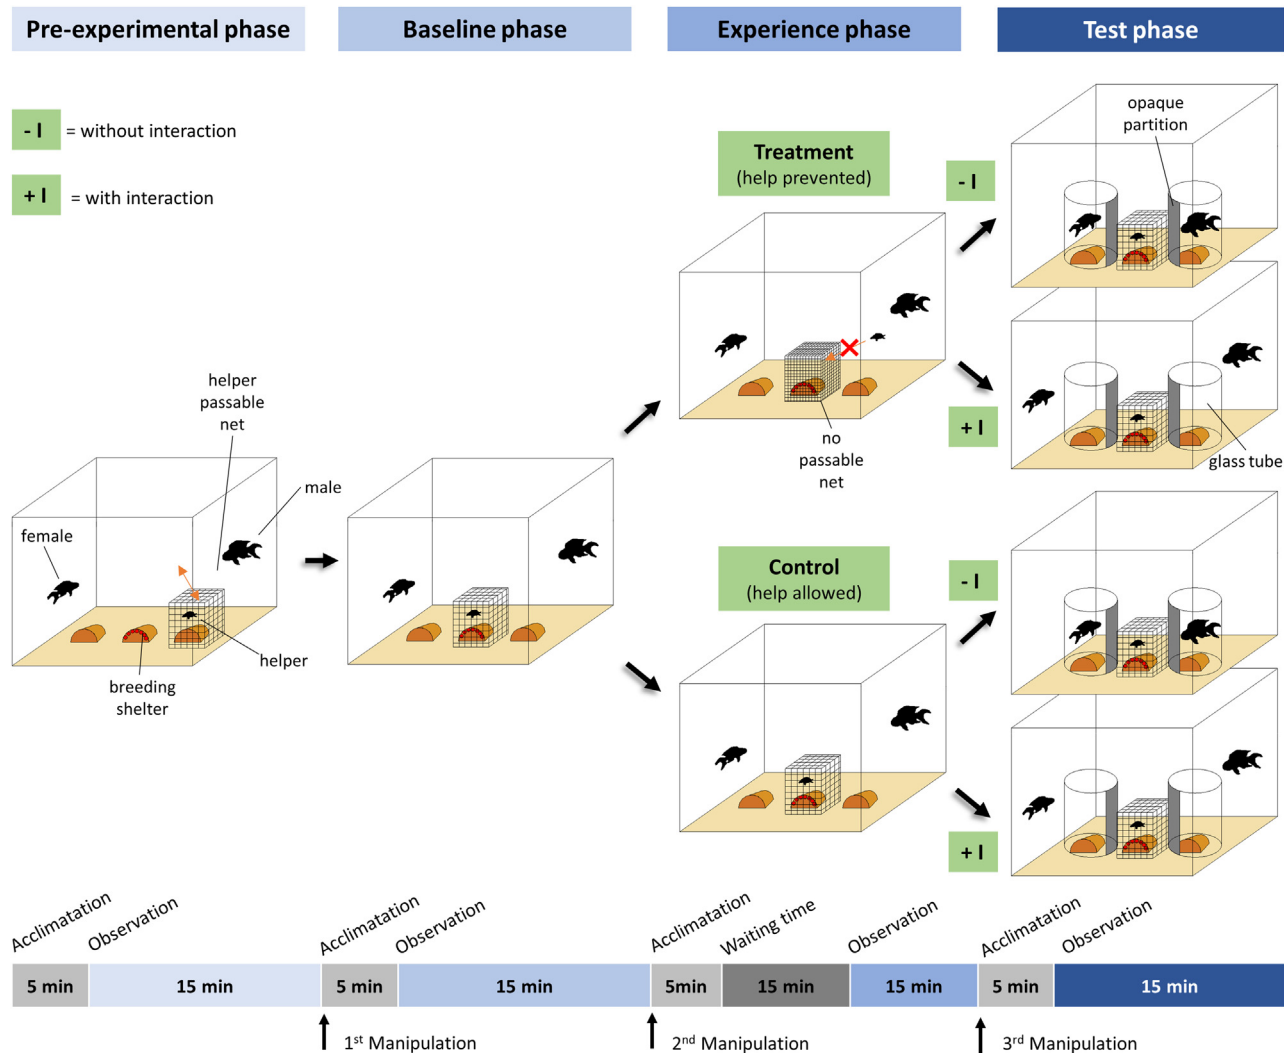 Pre-experimental phase
Baseline phase
Experience phase
Test phase
- I = without interaction
+ I = with interaction
Treatment
(help prevented)
- I
opaque
partition
+ I
no
passable
net
glass tube
helper
passable
net
male
female
helper
breeding
shelter
Control
(help allowed)
- I
+ I
Acclimatation
Observation
Acclimatation
Observation
Acclimatation
Waiting time
Observation
Acclimatation
Observation
5 min
15 min
5 min
15 min
5min
15 min
15 min
5 min
15 min
1st Manipulation
2nd Manipulation
3rd Manipulation